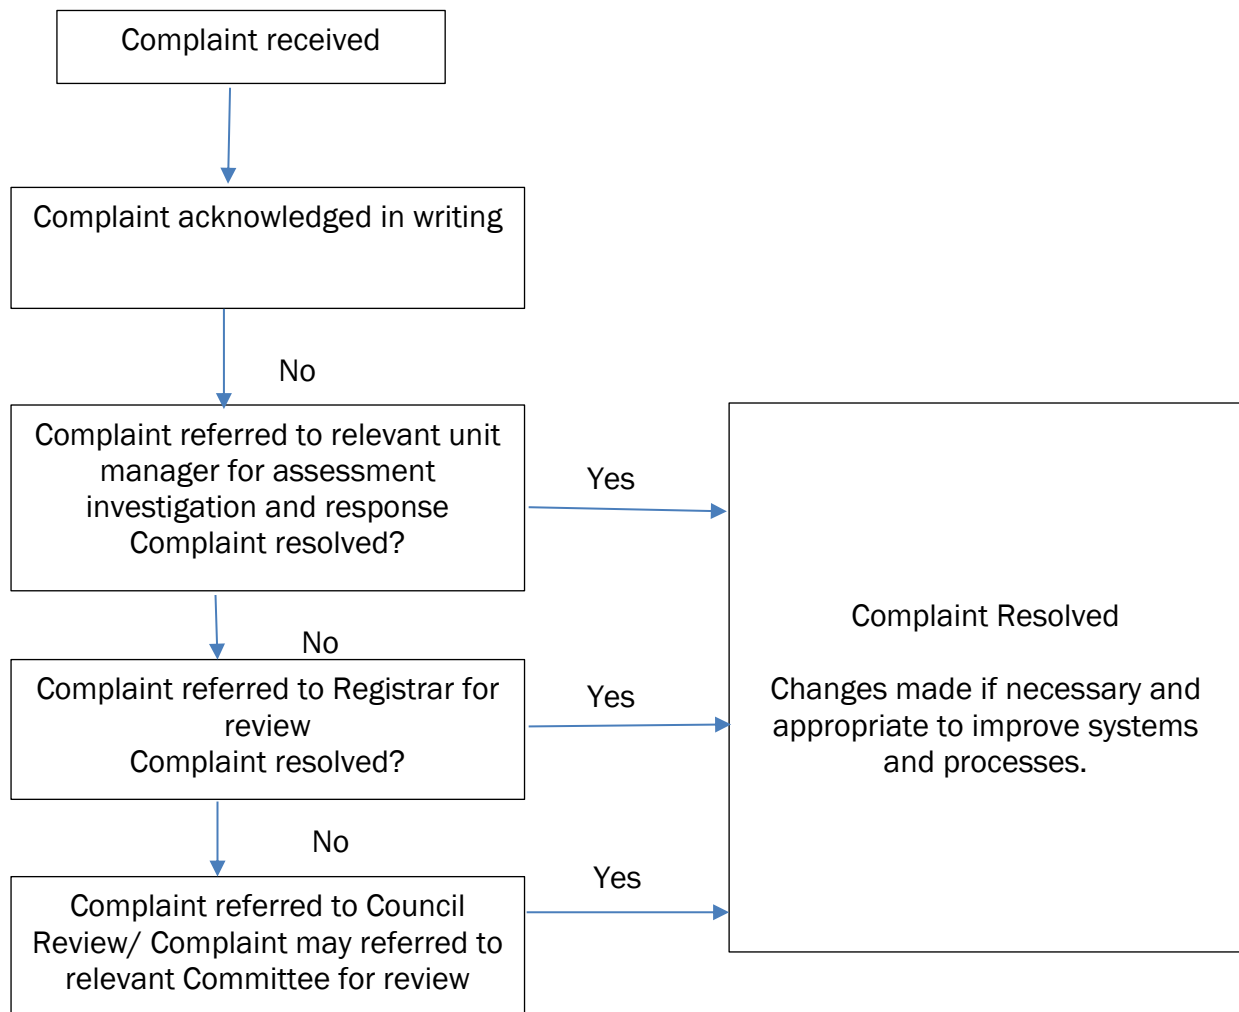 Complaint received
Complaint acknowledged in writing
No
Complaint referred to relevant unit
manager for assessment
investigation and response
Complaint resolved?
Yes
No
Complaint referred to Registrar for
review
Complaint resolved?
Yes
No
Complaint referred to Council
Review/ Complaint may referred to
relevant Committee for review
Yes
Complaint Resolved
Changes made if necessary and
appropriate to improve systems
and processes.